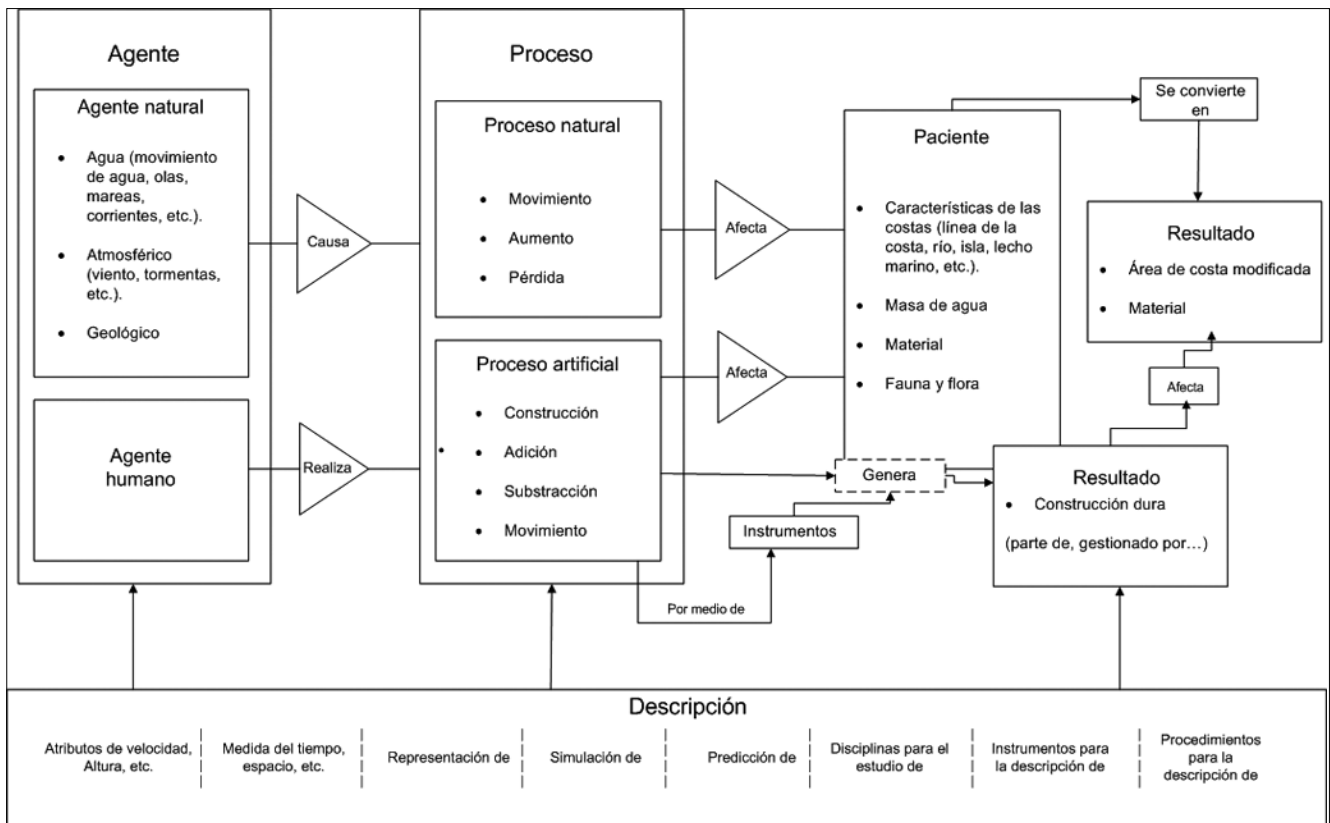 Agente
Agente natural
• Agua (movimiento
de agua, olas,
mareas,
corrientes, etc.).
• Atmosférico
(viento, tormentas,
etc.).
• Geológico
Agente
humano
Causa
Realiza
Proceso
Proceso natural
• Movimiento
• Aumento
• Pérdida
Proceso artificial
• Construcción
• Adición
• Substracción
• Movimiento
Afecta
Afecta
Por medio de
Instrumentos
Genera
Paciente
• Características de las
costas (línea de la
costa, río, isla, lecho
marino, etc.).
• Masa de agua
• Material
• Fauna y flora
Se convierte
en
Resultado
• Área de costa modificada
• Material
Afecta
Resultado
• Construcción dura
(parte de, gestionado por…)
Descripción
Atributos de velocidad,
Altura, etc.
Medida del tiempo,
espacio, etc.
Representación de
Simulación de
Predicción de
Disciplinas para el
estudio de
Instrumentos para
la descripción de
Procedimientos
para la
descripción de